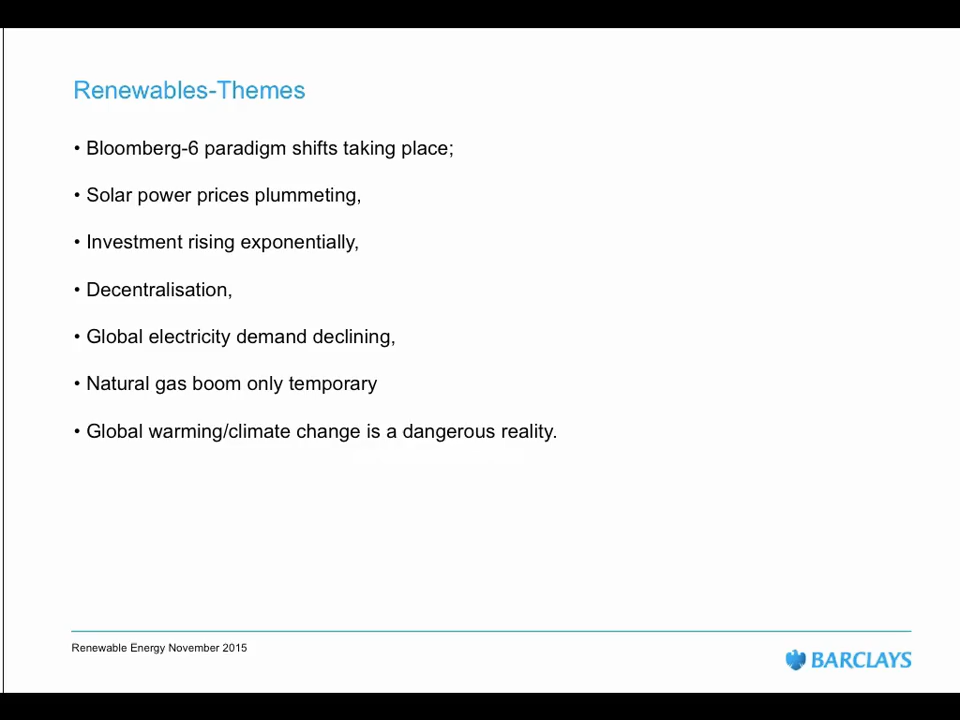 Renewables-Themes
• Bloomberg-6 paradigm shifts taking place;
• Solar power prices plummeting,
• Investment rising exponentially,
• Decentralisation,
• Global electricity demand declining,
• Natural gas boom only temporary
• Global warming/climate change is a dangerous reality.
Renewable Energy November 2015
BARCLAYS